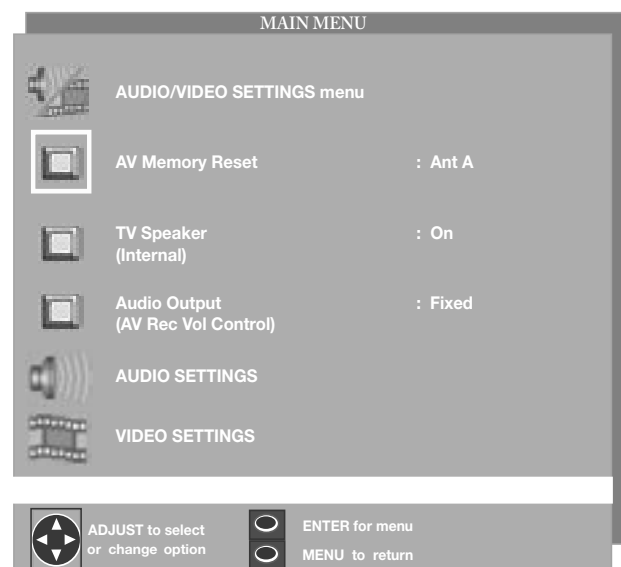 MAIN MENU
AUDIO/VIDEO SETTINGS menu
AV Memory Reset : Ant A
TV Speaker : On
(Internal)
Audio Output : Fixed
(AV Rec Vol Control)
AUDIO SETTINGS
VIDEO SETTINGS
ADJUST to select
or change option
ENTER for menu
MENU to return